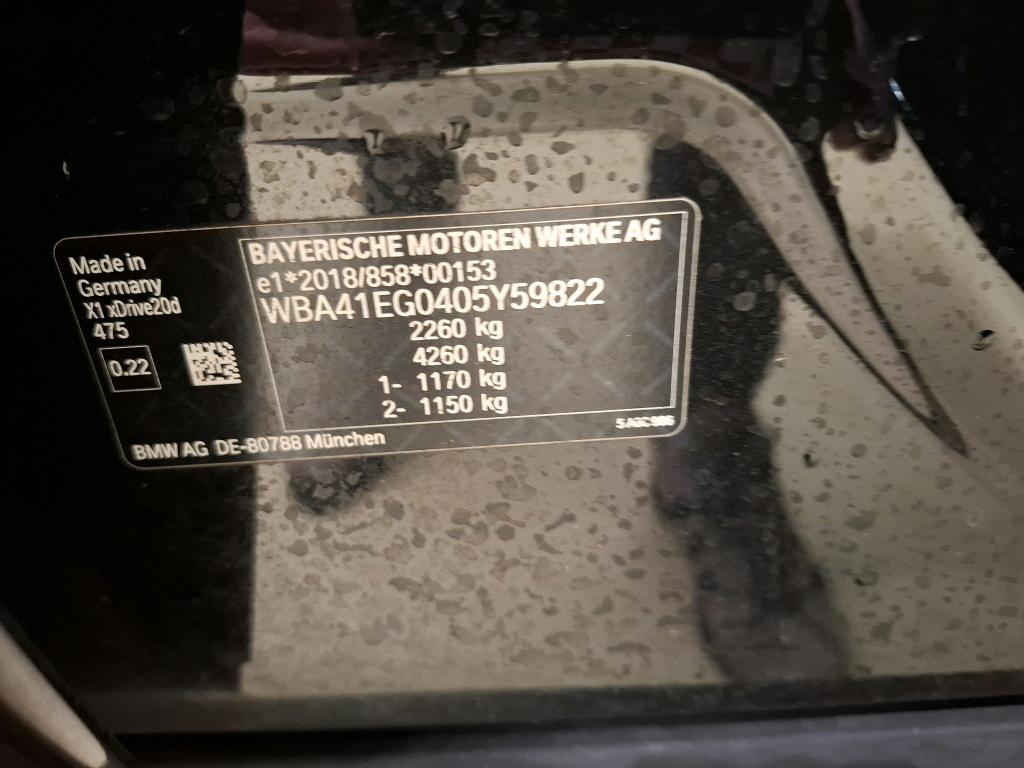 Made in
Germany
X1 xDrive20d
475
0.22
BAYERISCHE MOTOREN WERKE AG
e1*2018/858*00153
WBA41EG0405Y59822
2260 kg
4260 kg
1- 1170 kg
2- 1150 kg
BMW AG DE-80788 München